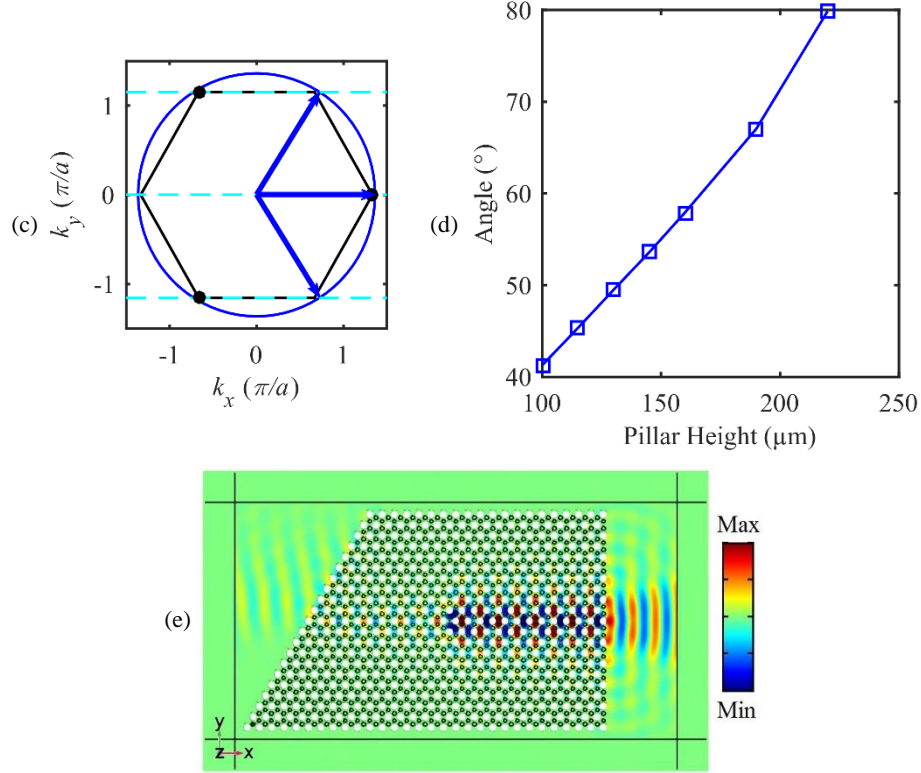 (c)
k_y (π/a)
1
0
-1
-1
0
1
k_x (π/a)
(d)
Angle (°)
80
70
60
50
40
100
150
200
250
Pillar Height (μm)
(e)
y
z
x
Max
Min